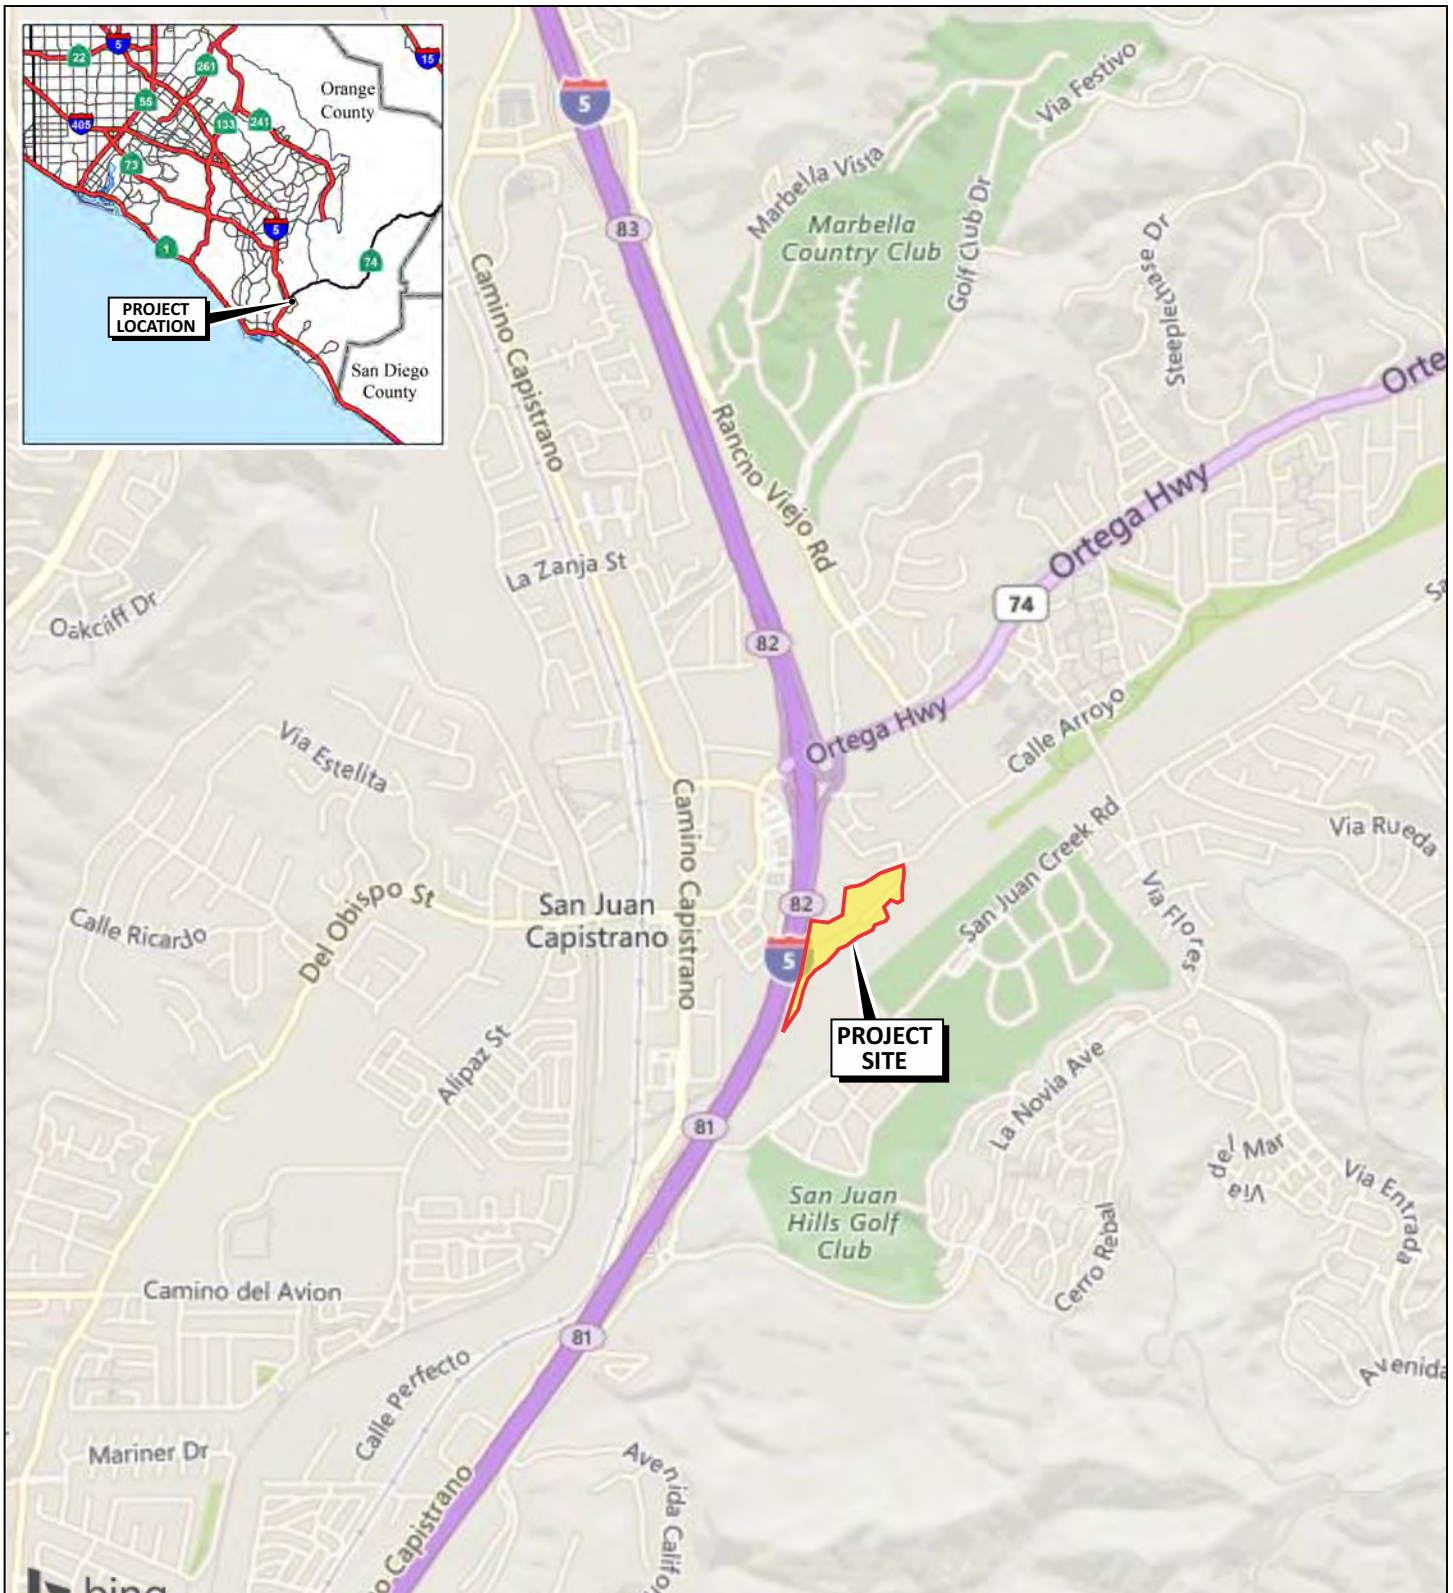 5
22
261
15
Orange
County
55
405
133
241
73
5
1
74
PROJECT
LOCATION
San Diego
County
5
Via Festivo
Marbella Vista
83
Marbella
Country Club
Golf Club Dr
Steeplechase Dr
Camino Capistrano
Orte
Rancho Viejo Rd
Ortega Hwy
La Zanja St
74
Oakcliff Dr
82
Ortega Hwy
Calle Arroyo
Via Estelita
Camino Capistrano
San Juan Creek Rd
Via Rueda
Del Obispo St
82
San Juan
Capistrano
Calle Ricardo
Via Flores
5
PROJECT
SITE
Alipaz St
La Novia Ave
81
Via del Mar
Via Entrada
San Juan
Hills Golf
Club
Cerro Rebal
Camino del Avion
81
Calle Perfecto
Avenida
Mariner Dr
Avenida Califo
o Capistrano
bing